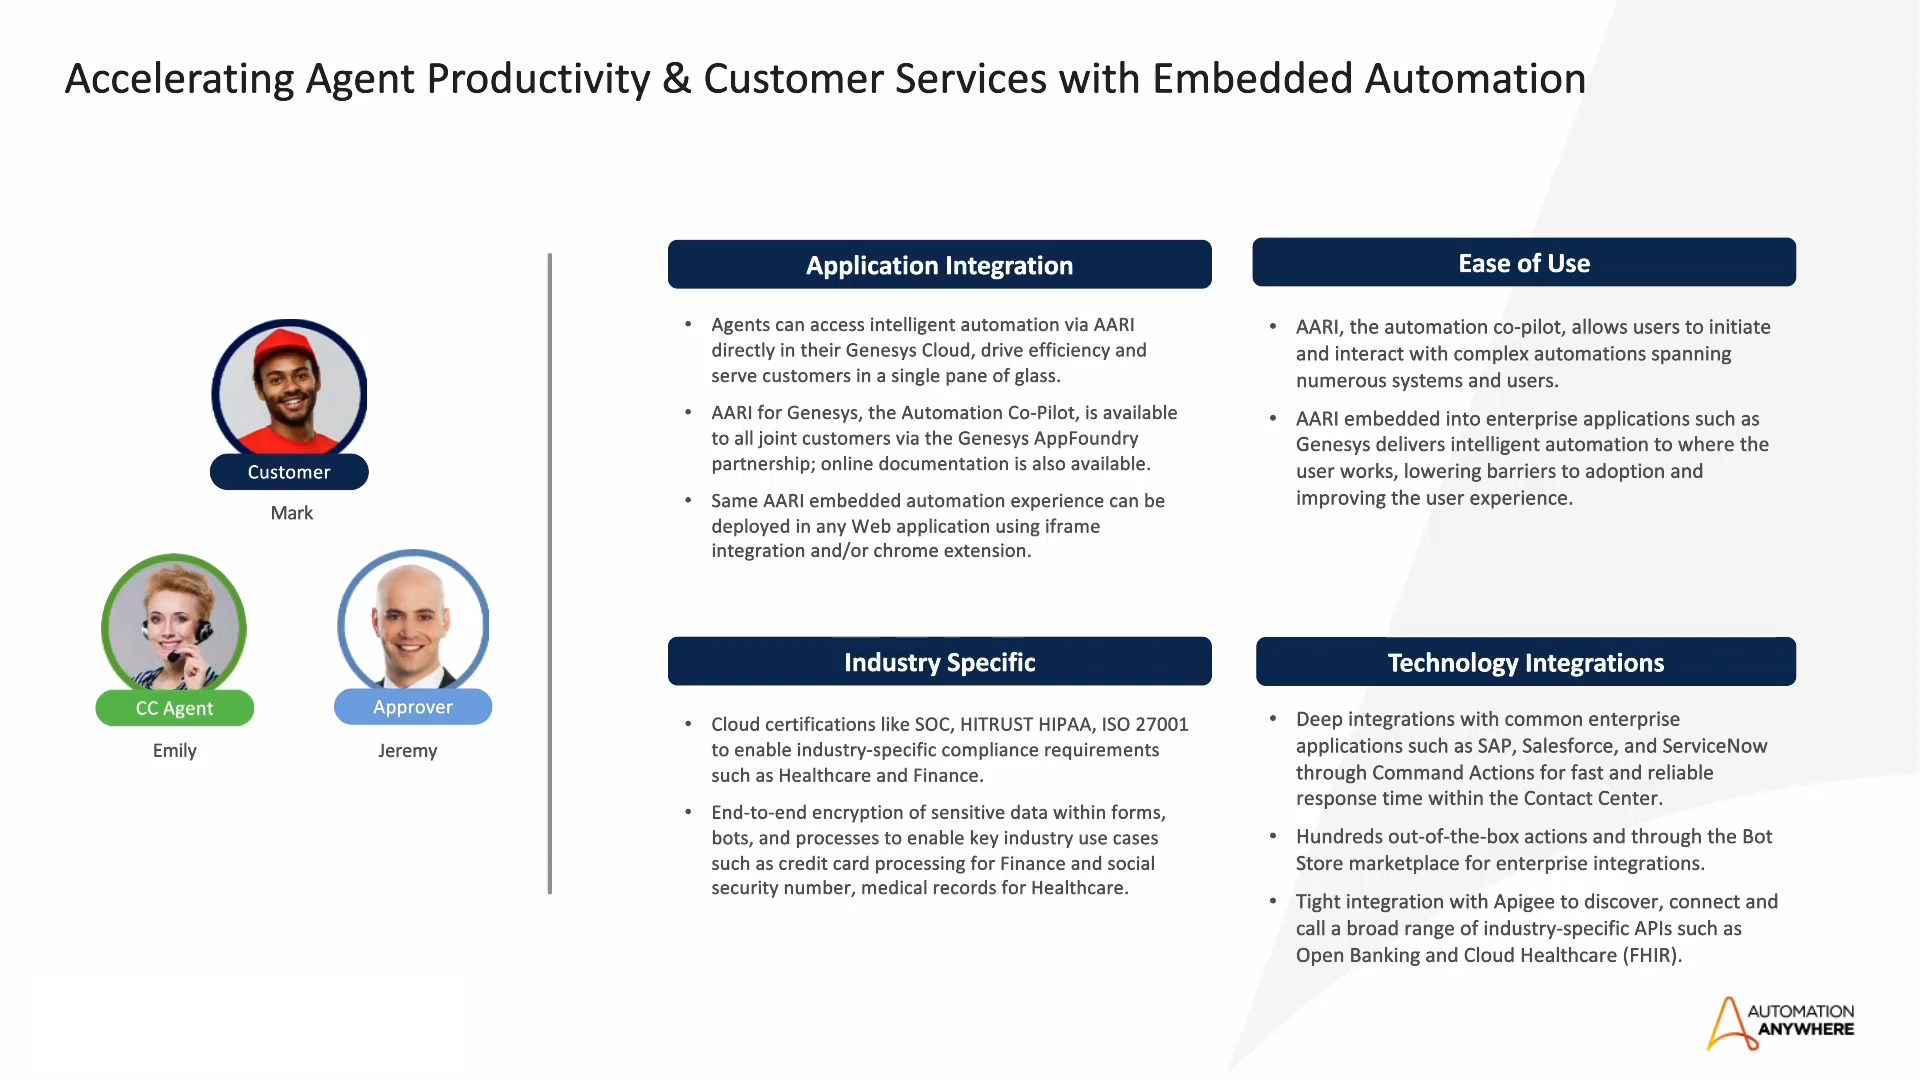 Accelerating Agent Productivity & Customer Services with Embedded Automation
Customer
Mark
CC Agent
Emily
Approver
Jeremy
Application Integration
• Agents can access intelligent automation via AARI
directly in their Genesys Cloud, drive efficiency and
serve customers in a single pane of glass.
• AARI for Genesys, the Automation Co-Pilot, is available
to all joint customers via the Genesys AppFoundry
partnership; online documentation is also available.
• Same AARI embedded automation experience can be
deployed in any Web application using iframe
integration and/or chrome extension.
Ease of Use
• AARI, the automation co-pilot, allows users to initiate
and interact with complex automations spanning
numerous systems and users.
• AARI embedded into enterprise applications such as
Genesys delivers intelligent automation to where the
user works, lowering barriers to adoption and
improving the user experience.
Industry Specific
• Cloud certifications like SOC, HITRUST HIPAA, ISO 27001
to enable industry-specific compliance requirements
such as Healthcare and Finance.
• End-to-end encryption of sensitive data within forms,
bots, and processes to enable key industry use cases
such as credit card processing for Finance and social
security number, medical records for Healthcare.
Technology Integrations
• Deep integrations with common enterprise
applications such as SAP, Salesforce, and ServiceNow
through Command Actions for fast and reliable
response time within the Contact Center.
• Hundreds out-of-the-box actions and through the Bot
Store marketplace for enterprise integrations.
• Tight integration with Apigee to discover, connect and
call a broad range of industry-specific APIs such as
Open Banking and Cloud Healthcare (FHIR).
AUTOMATION
ANYWHERE